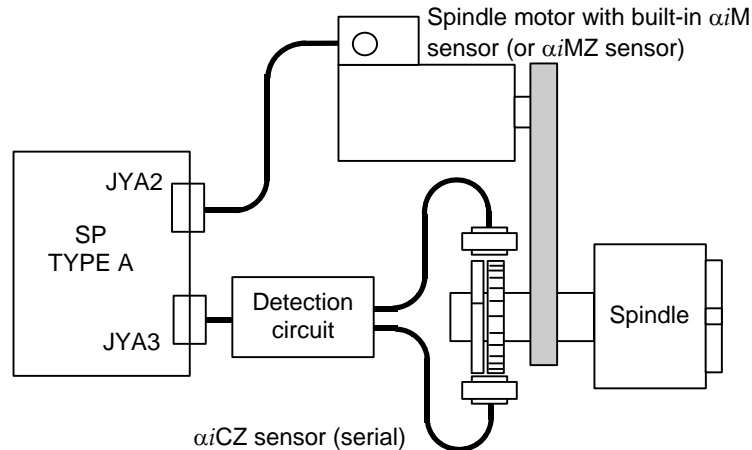 Spindle motor with built-in αiM
sensor (or αiMZ sensor)
JYA2
SP
TYPE A
JYA3
Detection
circuit
Spindle
αiCZ sensor (serial)